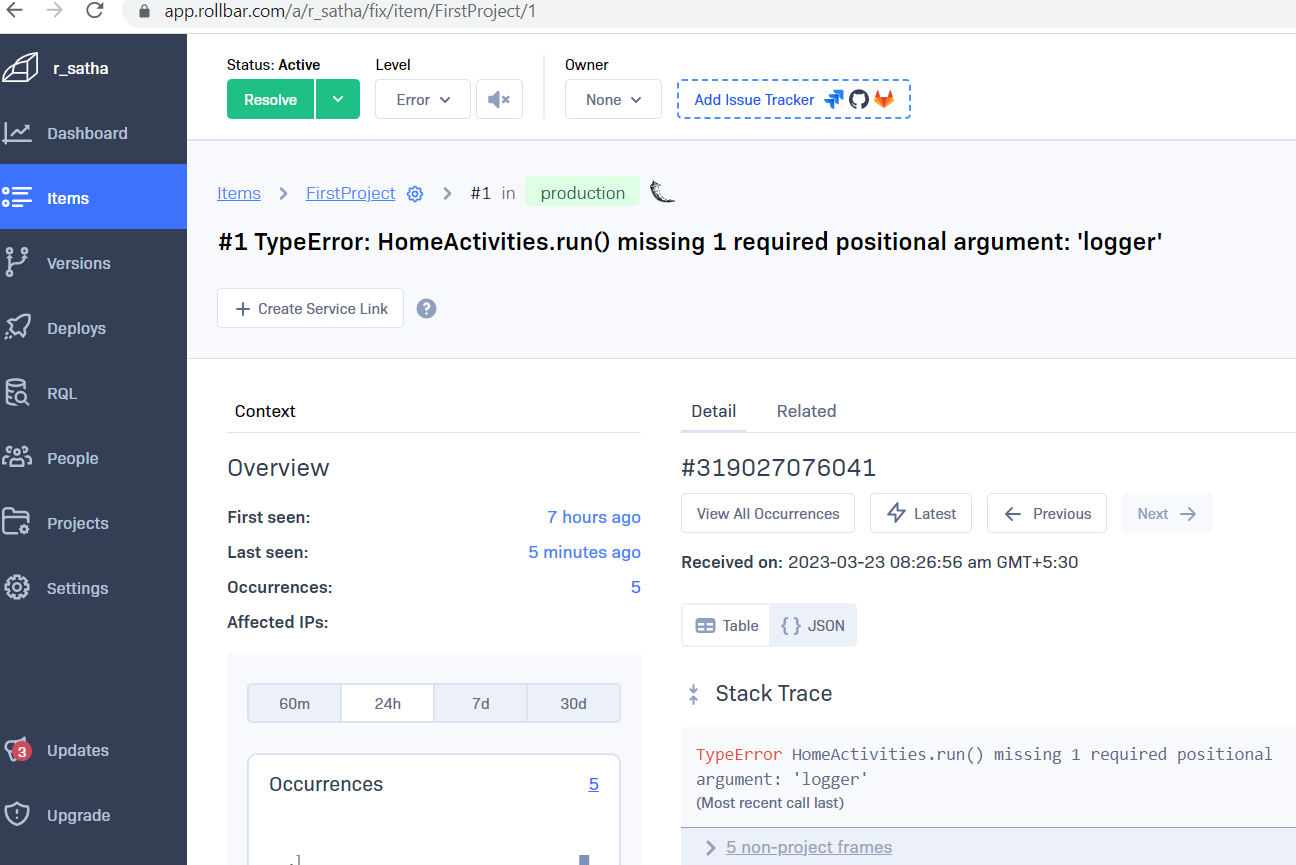 app.rollbar.com/a/r_satha/fix/item/FirstProject/1
r_satha
Dashboard
Items
Versions
Deploys
RQL
People
Projects
Settings
3
Updates
Upgrade
Status: Active
Level
Owner
Resolve
Error
None
Add Issue Tracker
Items
FirstProject
#1 in
production
#1 TypeError: HomeActivities.run() missing 1 required positional argument: 'logger'
+ Create Service Link
?
Context
Overview
First seen: 7 hours ago
Last seen: 5 minutes ago
Occurrences: 5
Affected IPs:
60m 24h 7d 30d
Occurrences 5
Detail Related
#319027076041
View All Occurrences
Latest
Previous
Next
Received on: 2023-03-23 08:26:56 am GMT+5:30
Table
{ } JSON
Stack Trace
TypeError HomeActivities.run() missing 1 required positional
argument: 'logger'
(Most recent call last)
5 non-project frames